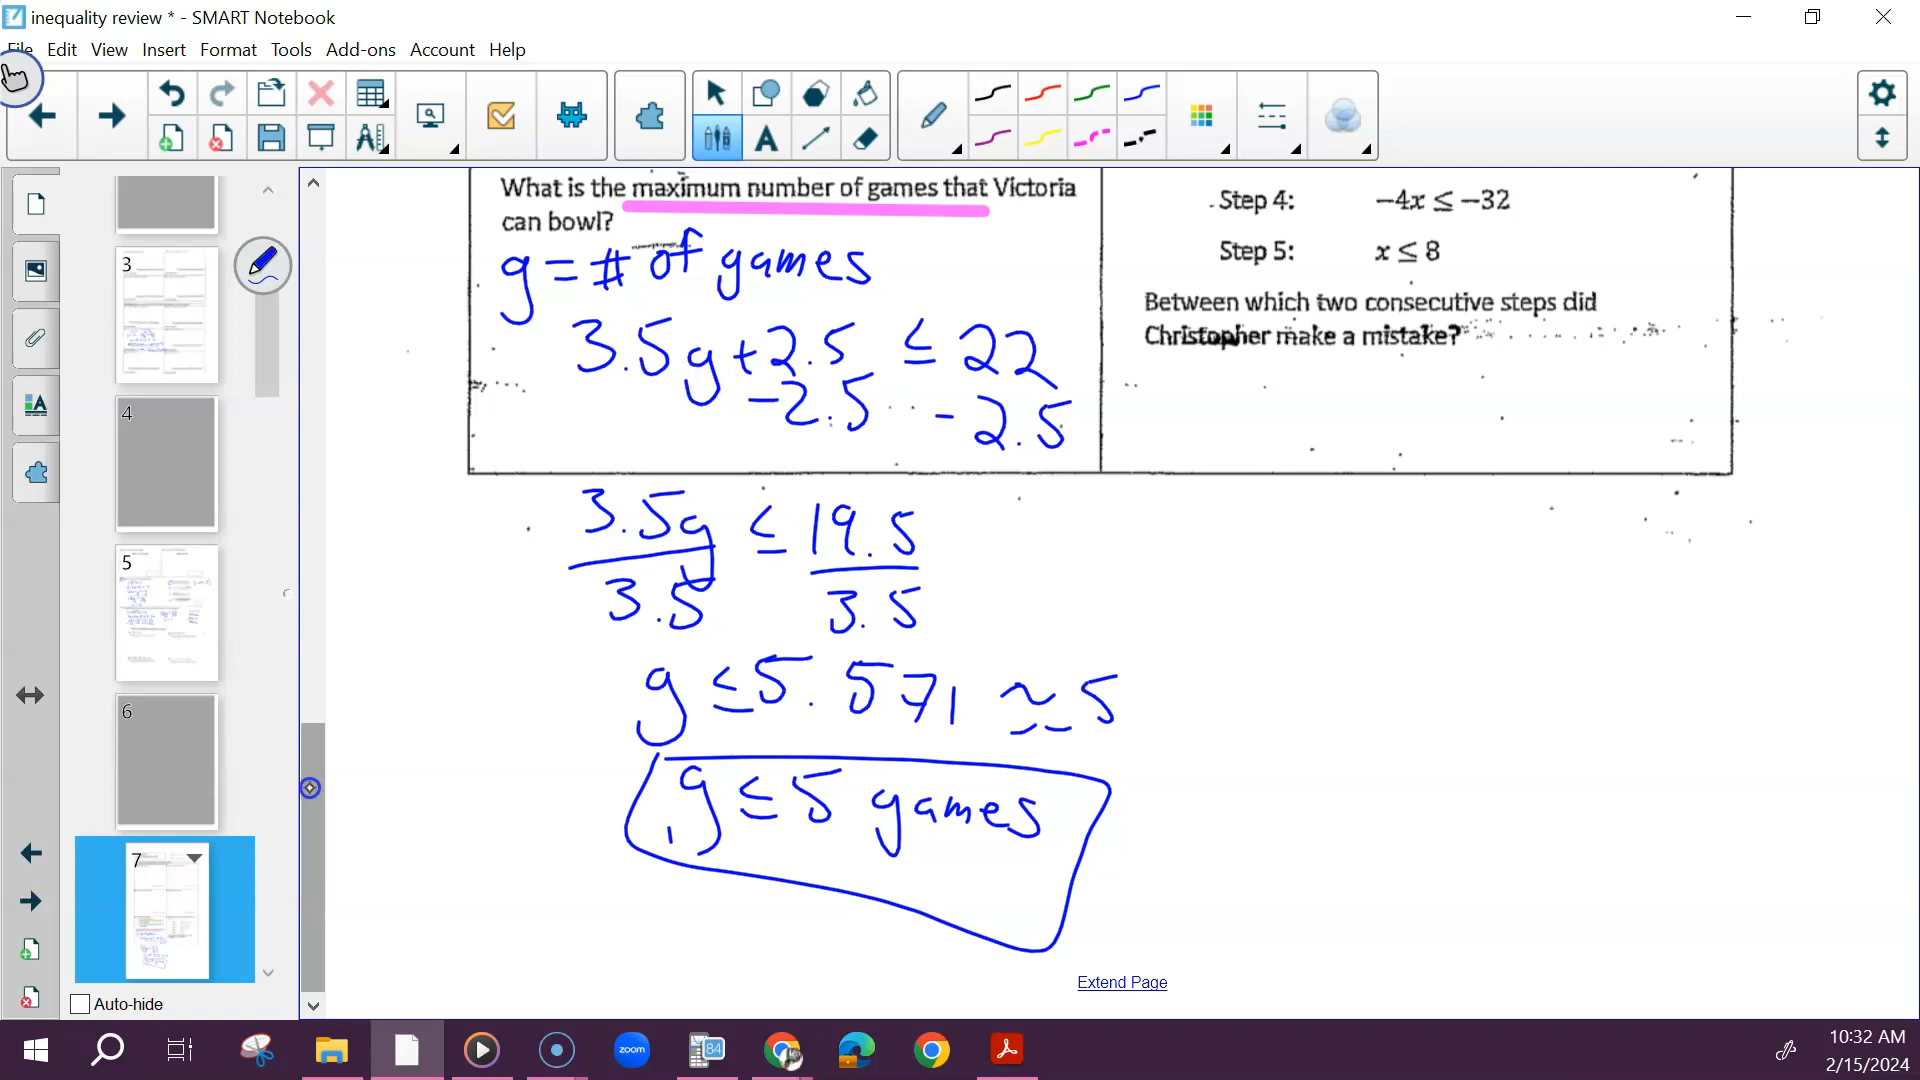 inequality review * - SMART Notebook
File Edit View Insert Format Tools Add-ons Account Help
3
4
5
6
7
Auto-hide
What is the maximum number of games that Victoria
can bowl?
g = # of games
3.5g + 2.5 ≤ 22
-2.5 - 2.5
3.5g ≤ 19.5
3.5 3.5
g ≤ 5.571 ≈ 5
g ≤ 5 games
Step 4: −4x ≤ −32
Step 5: x ≤ 8
Between which two consecutive steps did
Christopher make a mistake?
Extend Page
zoom
84
10:32 AM
2/15/2024